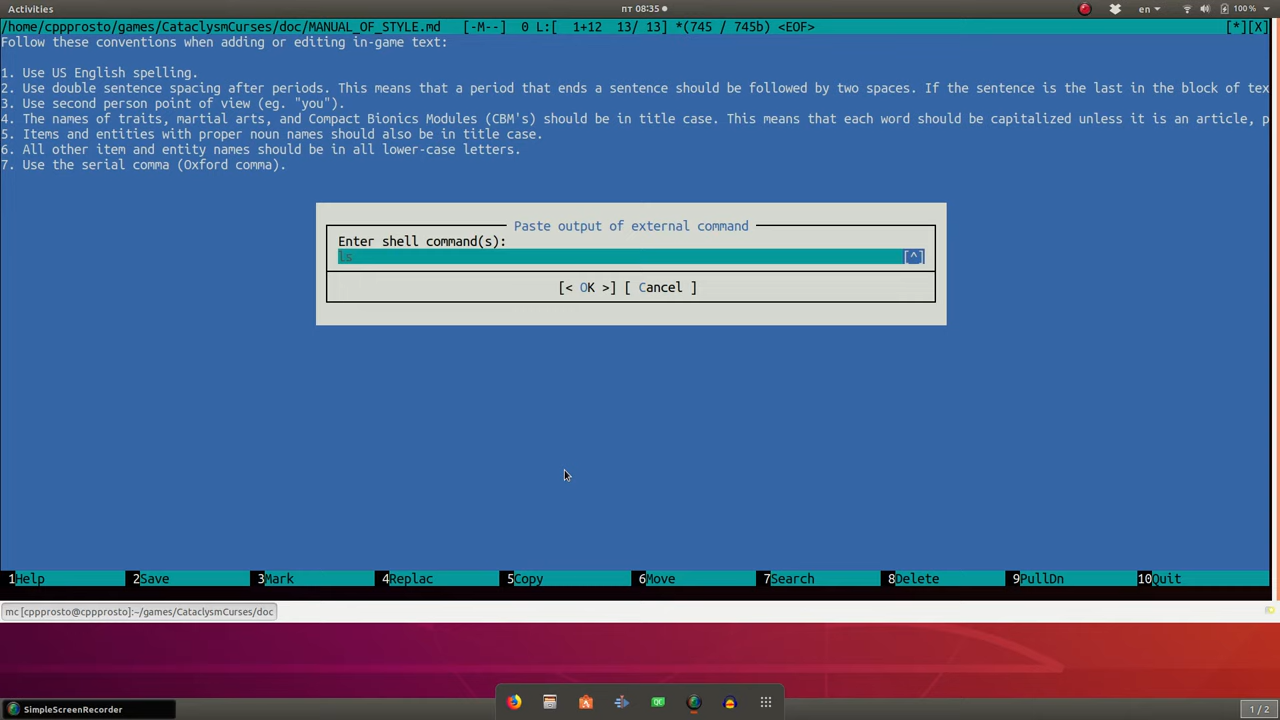 Activities
пт 08:35
en
100 %
/home/cppprosto/games/CataclysmCurses/doc/MANUAL_OF_STYLE.md   [-M--]  0 L:[  1+12  13/ 13] *(745 / 745b) <EOF>
[*][X]
Follow these conventions when adding or editing in-game text:
1. Use US English spelling.
2. Use double sentence spacing after periods. This means that a period that ends a sentence should be followed by two spaces. If the sentence is the last in the block of tex
3. Use second person point of view (eg. "you").
4. The names of traits, martial arts, and Compact Bionics Modules (CBM's) should be in title case. This means that each word should be capitalized unless it is an article, p
5. Items and entities with proper noun names should also be in title case.
6. All other item and entity names should be in all lower-case letters.
7. Use the serial comma (Oxford comma).
Paste output of external command
Enter shell command(s):
ls
[^]
[< OK >] [ Cancel ]
1Help 2Save 3Mark 4Replac 5Copy 6Move 7Search 8Delete 9PullDn 10Quit
mc [cppprosto@cppprosto]:~/games/CataclysmCurses/doc
SimpleScreenRecorder
1 / 2